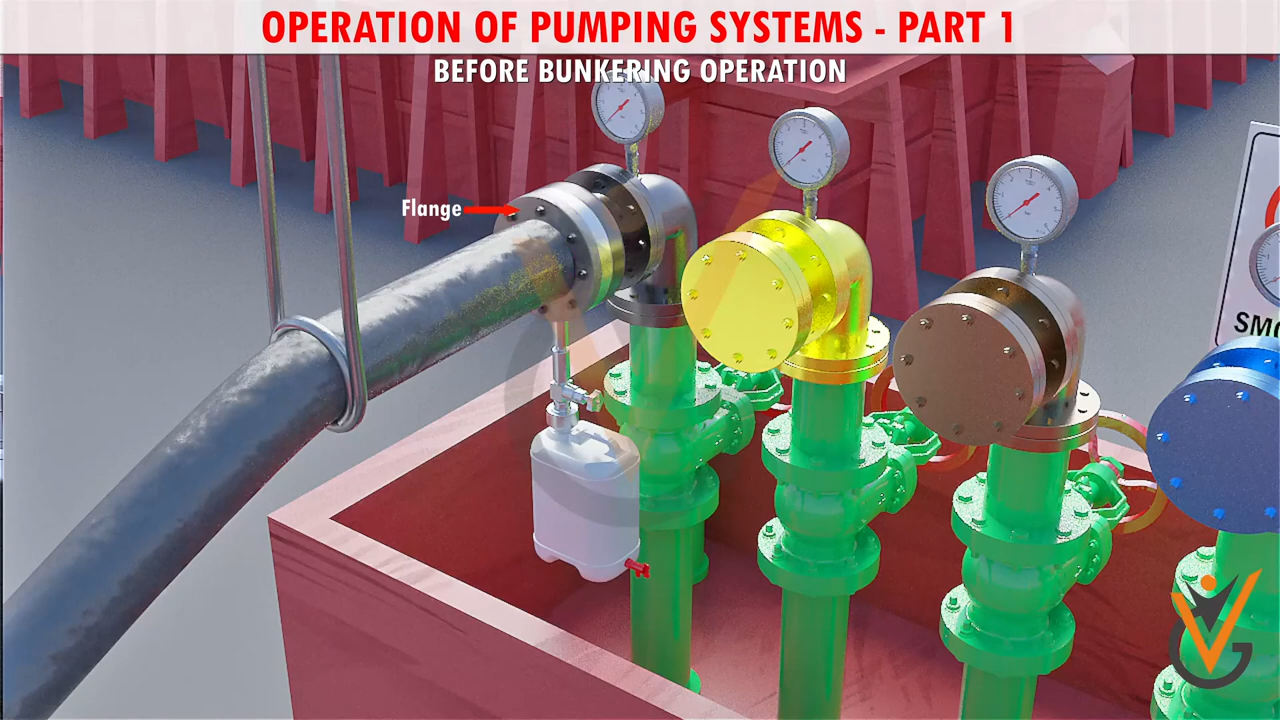 OPERATION OF PUMPING SYSTEMS - PART 1
BEFORE BUNKERING OPERATION
Flange